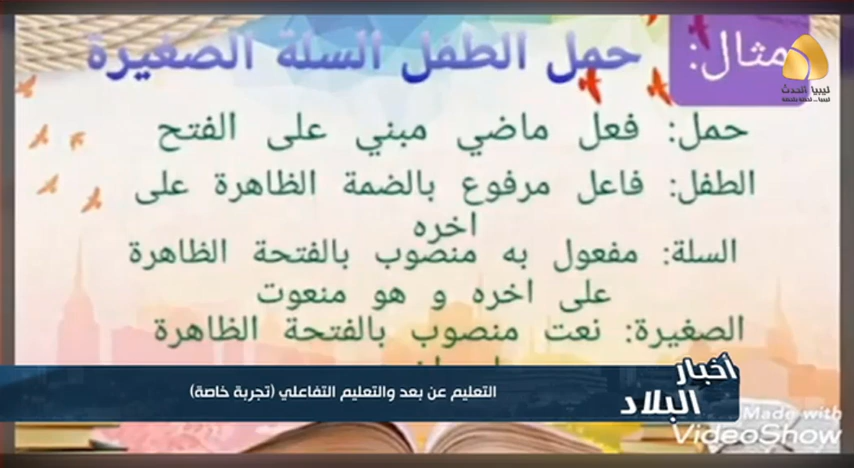 مثال: حمل الطفل السلة الصغيرة
ليبيا الحدث
حمل: فعل ماضي مبني على الفتح
الطفل: فاعل مرفوع بالضمة الظاهرة على
اخره
السلة: مفعول به منصوب بالفتحة الظاهرة
على اخره و هو منعوت
الصغيرة: نعت منصوب بالفتحة الظاهرة
أخبار
البلاد
التعليم عن بعد والتعليم التفاعلي (تجربة خاصة)
Made with
VideoShow